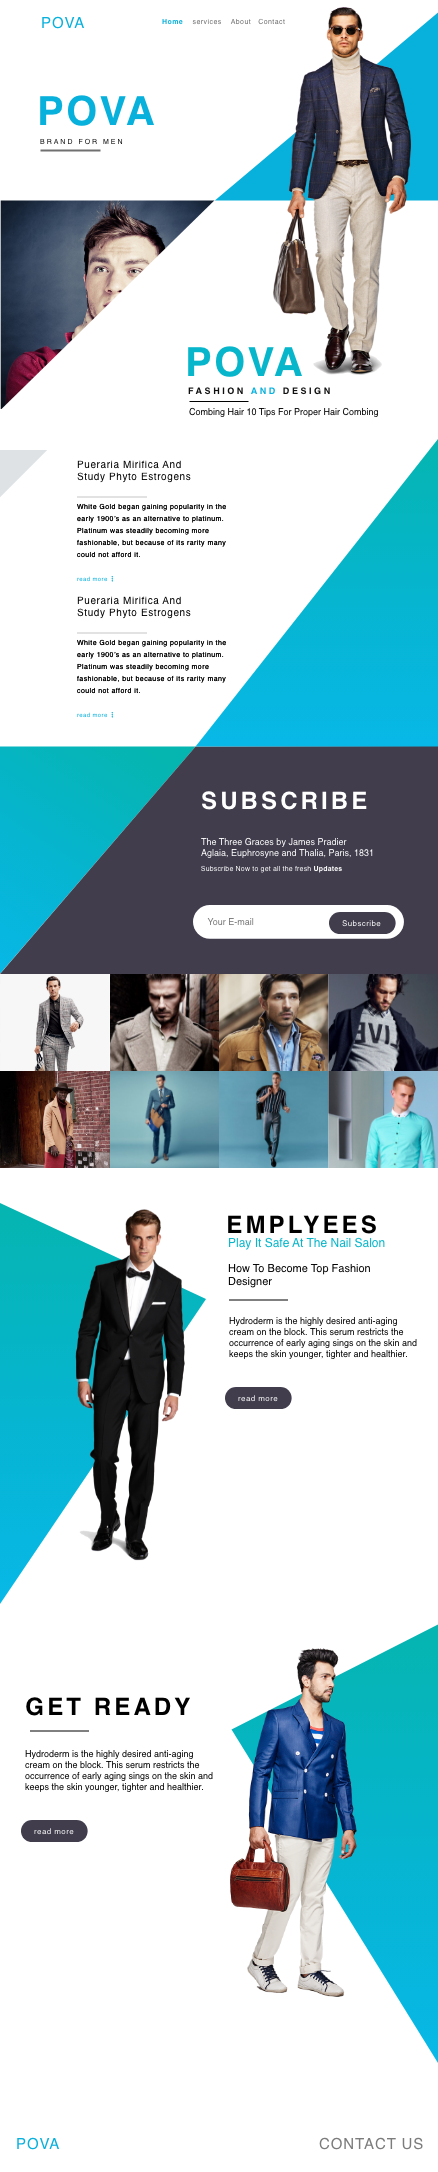 POVA
Home services About Contact
POVA
BRAND FOR MEN
POVA
FASHION AND DESIGN
Combing Hair 10 Tips For Proper Hair Combing
Pueraria Mirifica And
Study Phyto Estrogens
White Gold began gaining popularity in the
early 1900's as an alternative to platinum.
Platinum was steadily becoming more
fashionable, but because of its rarity many
could not afford it.
read more
Pueraria Mirifica And
Study Phyto Estrogens
White Gold began gaining popularity in the
early 1900's as an alternative to platinum.
Platinum was steadily becoming more
fashionable, but because of its rarity many
could not afford it.
read more
SUBSCRIBE
The Three Graces by James Pradier
Aglaia, Euphrosyne and Thalia, Paris, 1831
Subscribe Now to get all the fresh Updates
Your E-mail
Subscribe
EMPLYEES
Play It Safe At The Nail Salon
How To Become Top Fashion
Designer
Hydroderm is the highly desired anti-aging
cream on the block. This serum restricts the
occurrence of early aging sings on the skin and
keeps the skin younger, tighter and healthier.
read more
GET READY
Hydroderm is the highly desired anti-aging
cream on the block. This serum restricts the
occurrence of early aging sings on the skin and
keeps the skin younger, tighter and healthier.
read more
POVA
CONTACT US